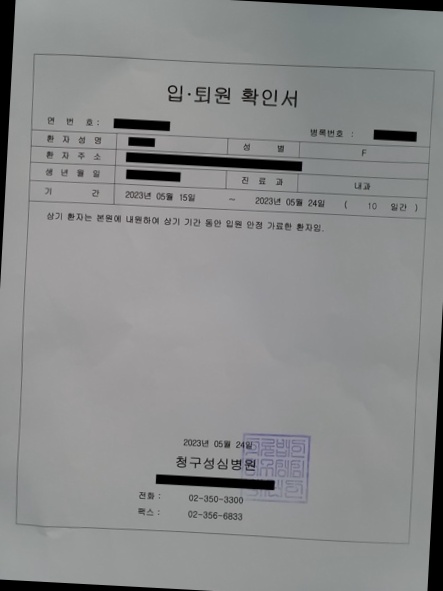 입·퇴원 확인서
연 번 호 :
병록번호 :
환 자 성 명 성 별 F
환 자 주 소
생 년 월 일 진 료 과 내과
기 간 2023년 05월 15일 ~ 2023년 05월 24일 ( 10 일간 )
상기 환자는 본원에 내원하여 상기 기간 동안 입원 안정 가료한 환자임.
2023년 05월 24일
청구성심병원
전화 : 02-350-3300
팩스 : 02-356-6833